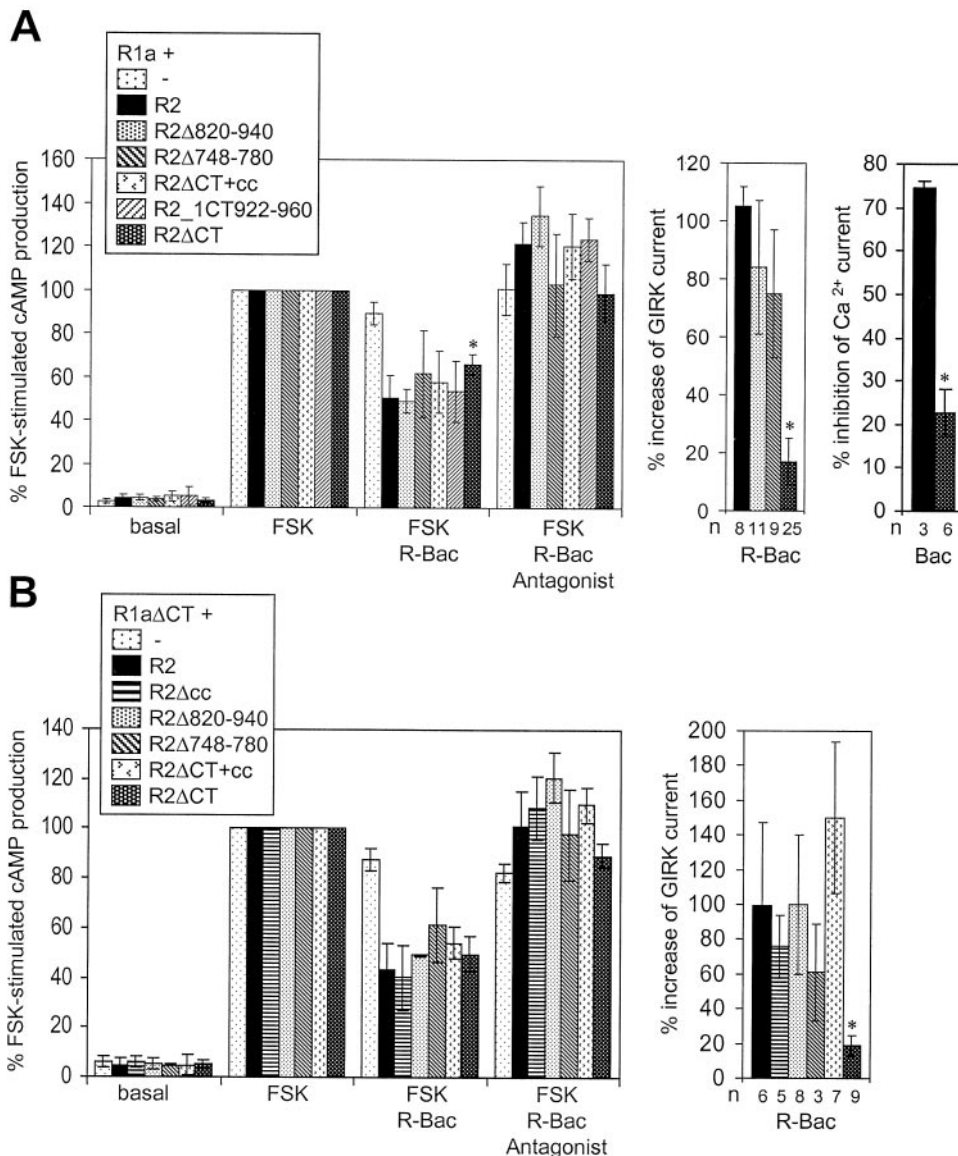 A
R1a +
-
R2
R2Δ820-940
R2Δ748-780
R2ΔCT+cc
R2_1CT922-960
R2ΔCT
% FSK-stimulated cAMP production
160
140
120
100
80
60
40
20
0
*
basal
FSK
FSK
R-Bac
FSK
R-Bac
Antagonist
% increase of GIRK current
120
100
80
60
40
20
0
*
n 8 11 9 25
R-Bac
% inhibition of Ca 2+ current
80
70
60
50
40
30
20
10
0
*
n 3 6
Bac
B
R1aΔCT +
-
R2
R2Δcc
R2Δ820-940
R2Δ748-780
R2ΔCT+cc
R2ΔCT
% FSK-stimulated cAMP production
140
120
100
80
60
40
20
0
basal
FSK
FSK
R-Bac
FSK
R-Bac
Antagonist
% increase of GIRK current
200
180
160
140
120
100
80
60
40
20
0
*
n 6 5 8 3 7 9
R-Bac